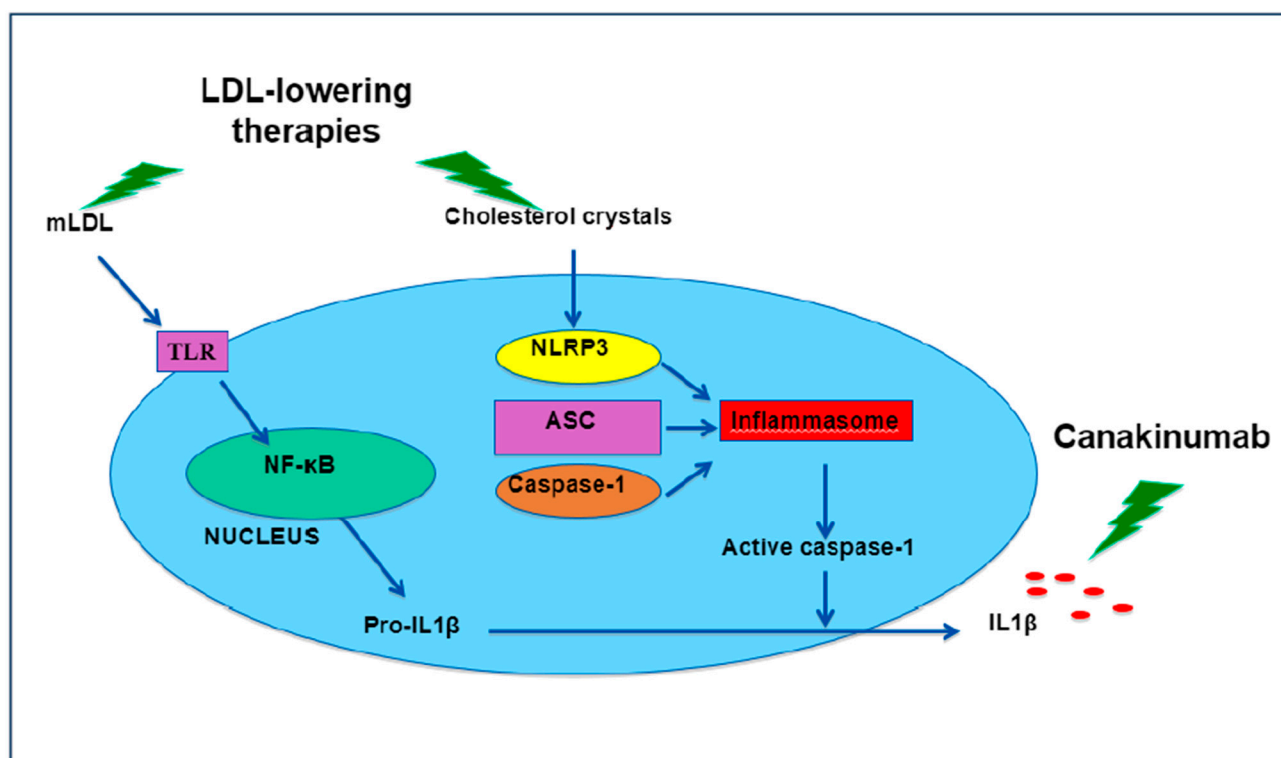 LDL-lowering
therapies
mLDL
Cholesterol crystals
TLR
NLRP3
ASC
Inflammasome
Caspase-1
NF-κB
NUCLEUS
Canakinumab
Active caspase-1
Pro-IL1β
IL1β